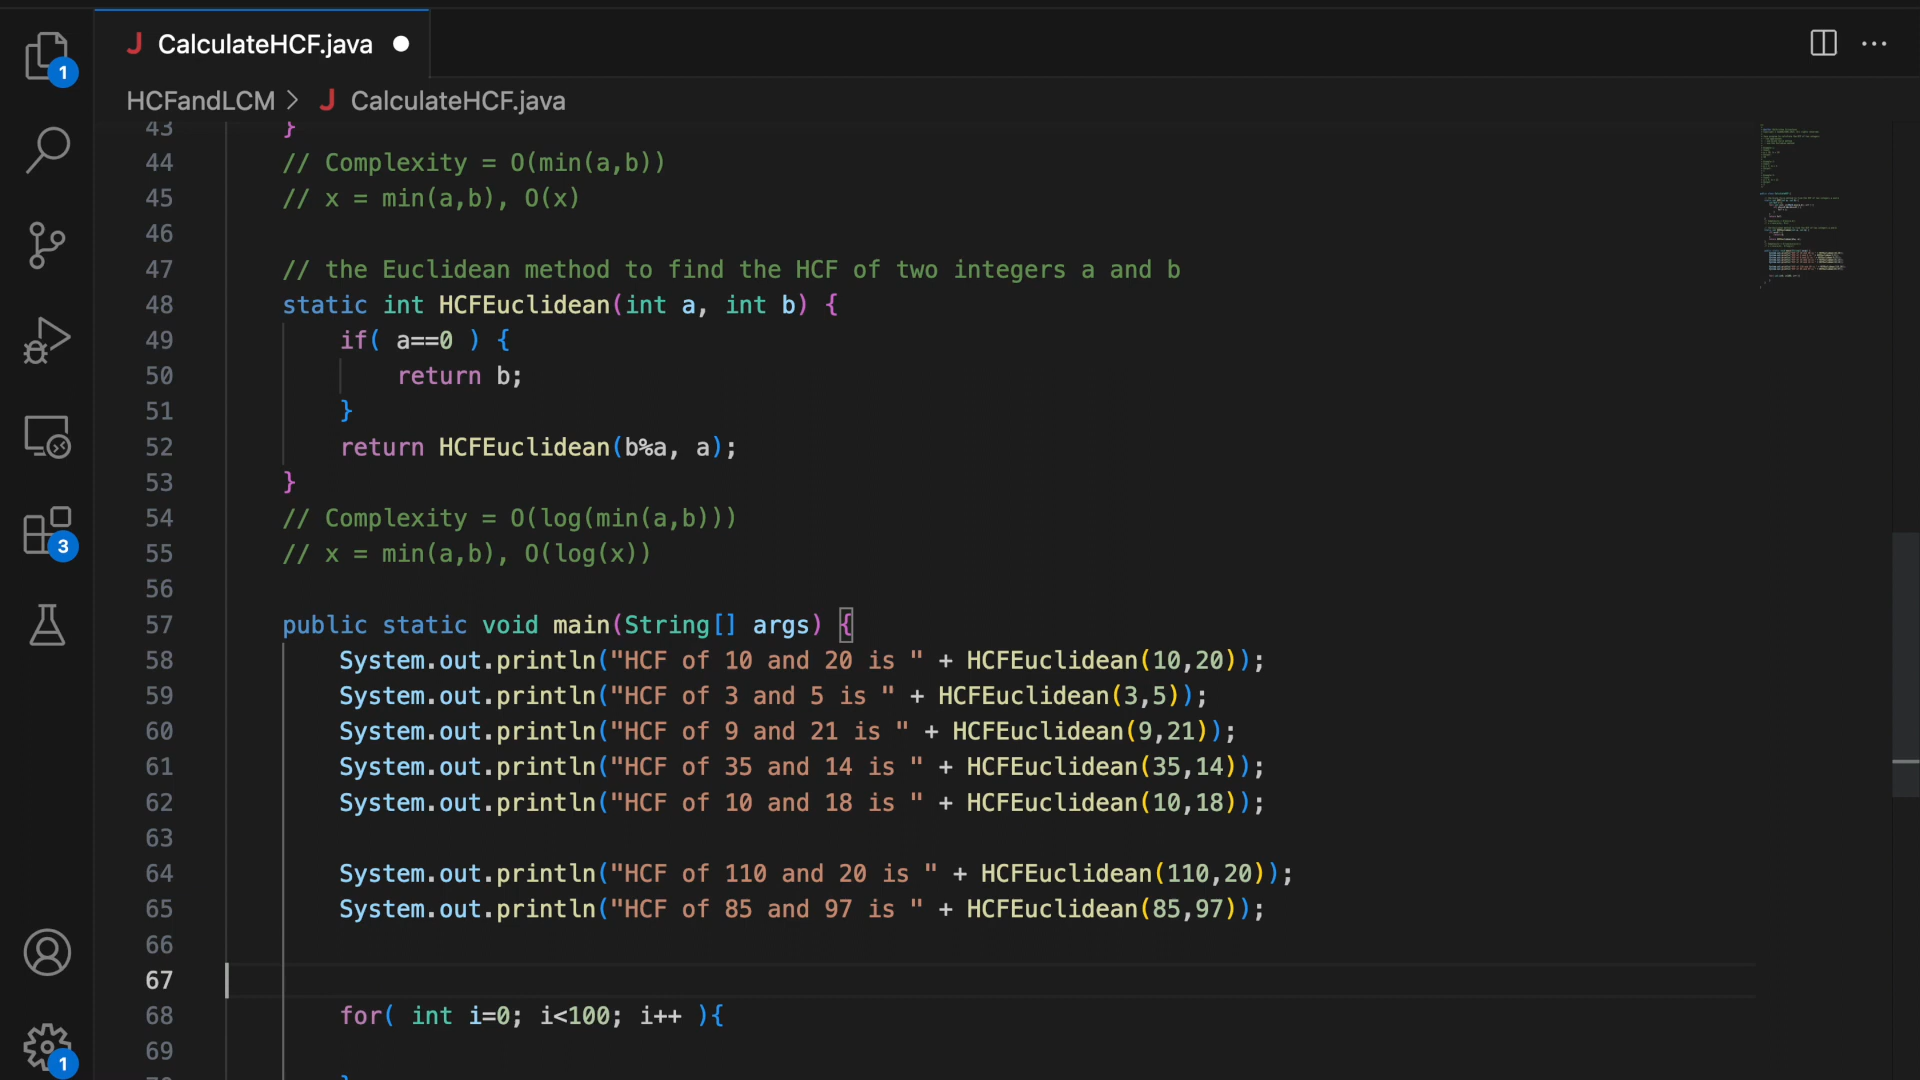 J CalculateHCF.java
1
HCFandLCM > J CalculateHCF.java
43 }
44 // Complexity = O(min(a,b))
45 // x = min(a,b), O(x)
46
47 // the Euclidean method to find the HCF of two integers a and b
48 static int HCFEuclidean(int a, int b) {
49 if( a==0 ) {
50 return b;
51 }
52 return HCFEuclidean(b%a, a);
53 }
54 // Complexity = O(log(min(a,b)))
3
55 // x = min(a,b), O(log(x))
56
57 public static void main(String[] args) {
58 System.out.println("HCF of 10 and 20 is " + HCFEuclidean(10,20));
59 System.out.println("HCF of 3 and 5 is " + HCFEuclidean(3,5));
60 System.out.println("HCF of 9 and 21 is " + HCFEuclidean(9,21));
61 System.out.println("HCF of 35 and 14 is " + HCFEuclidean(35,14));
62 System.out.println("HCF of 10 and 18 is " + HCFEuclidean(10,18));
63
64 System.out.println("HCF of 110 and 20 is " + HCFEuclidean(110,20));
65 System.out.println("HCF of 85 and 97 is " + HCFEuclidean(85,97));
66
67
68 for( int i=0; i<100; i++ ){
69
1